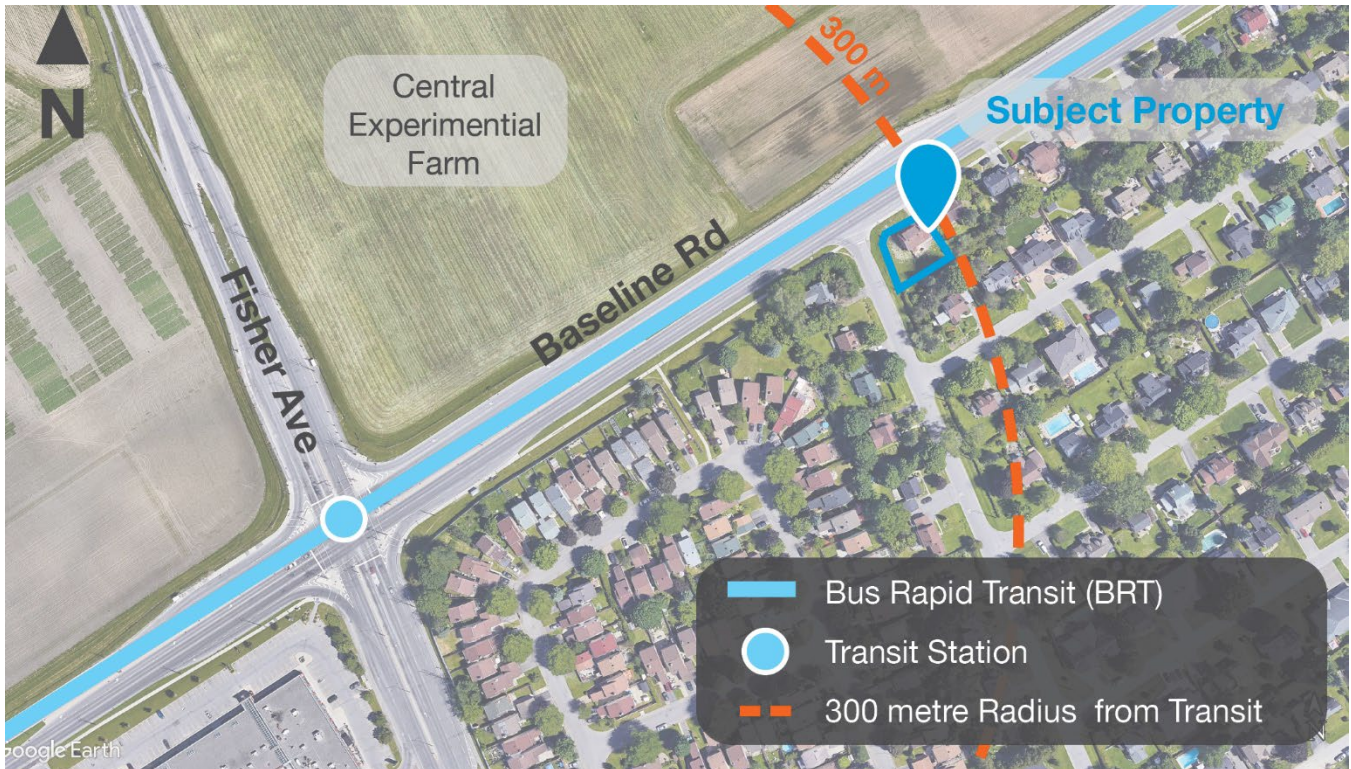 N
Central
Experimential
Farm
300 m
Subject Property
Baseline Rd
Fisher Ave
Bus Rapid Transit (BRT)
Transit Station
300 metre Radius from Transit
Google Earth